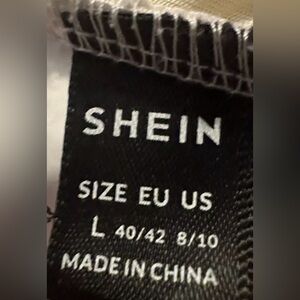 SHEIN
SIZE EU US
L 40/42 8/10
MADE IN CHINA